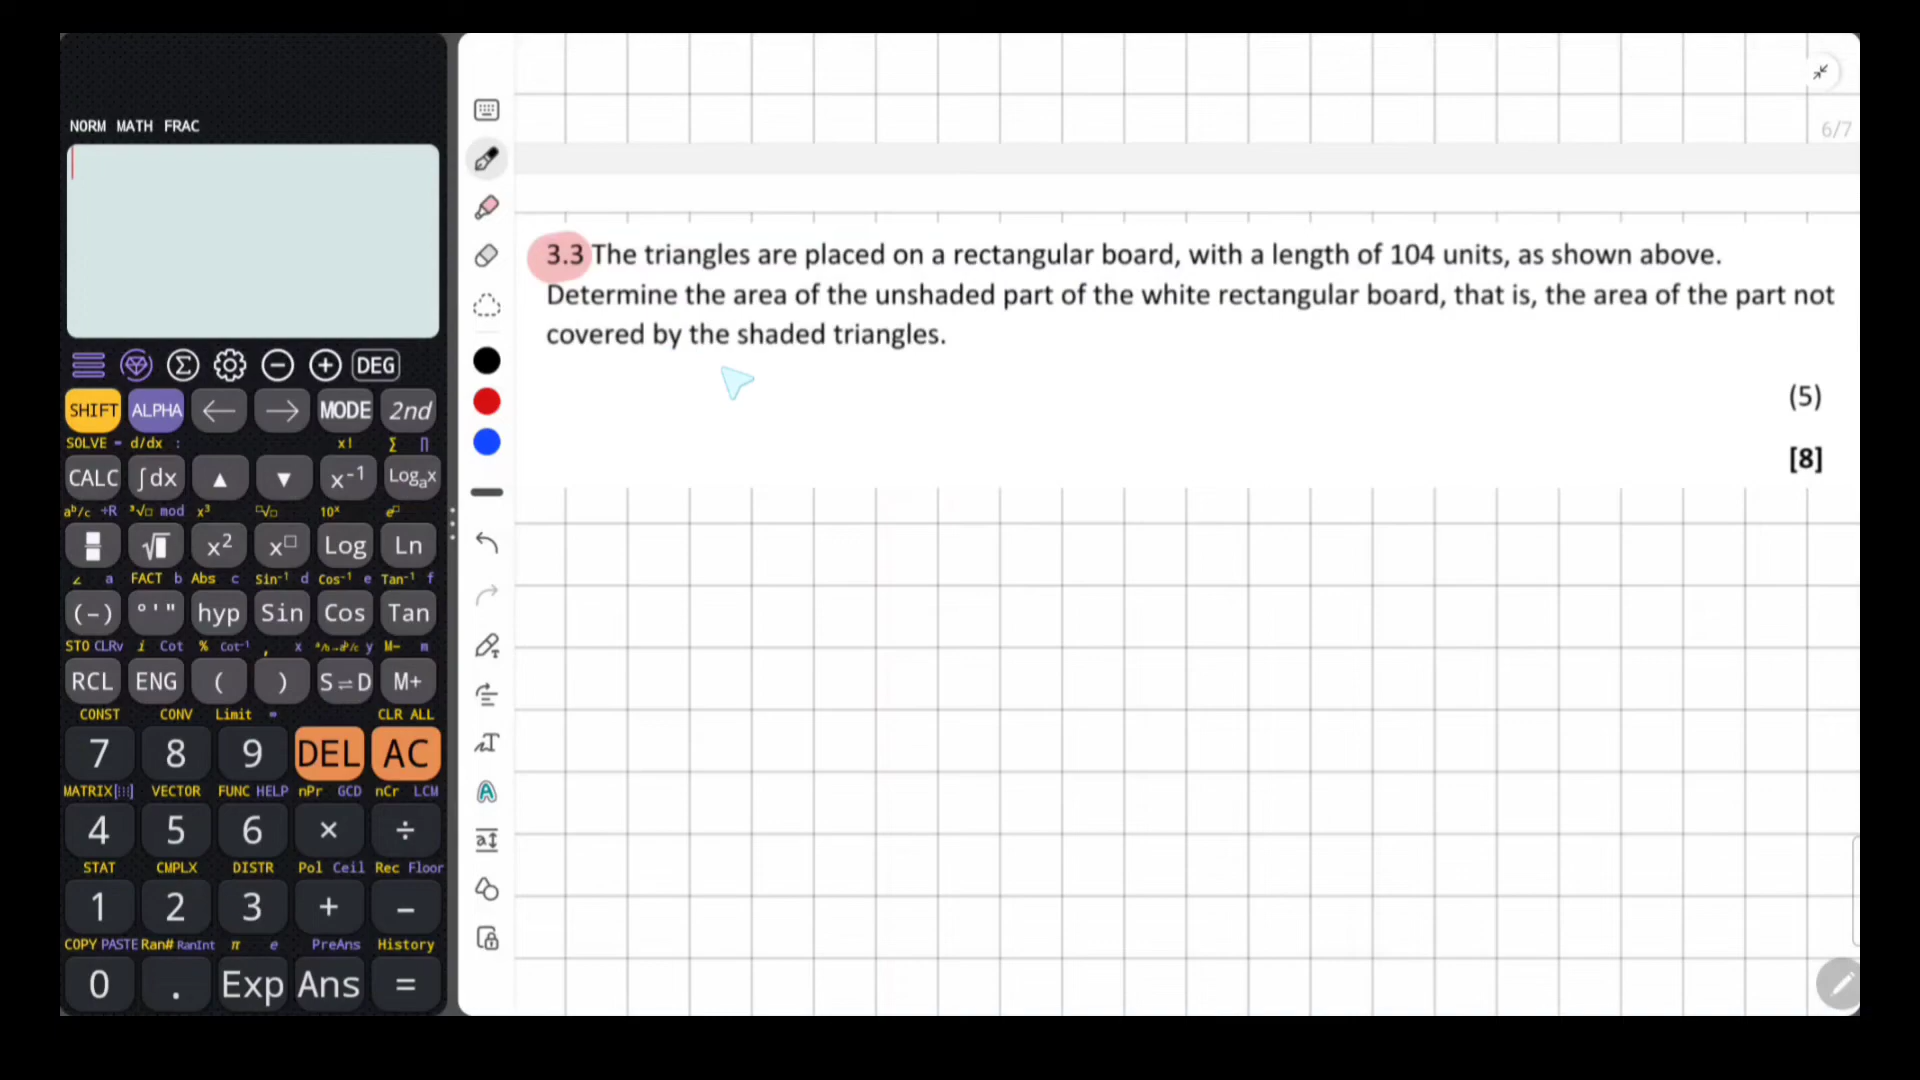 NORM MATH FRAC
6/7
3.3 The triangles are placed on a rectangular board, with a length of 104 units, as shown above.
Determine the area of the unshaded part of the white rectangular board, that is, the area of the part not
covered by the shaded triangles.
(5)
[8]
DEG
SHIFT ALPHA ← → MODE 2nd
SOLVE = d/dx : x! ∑ ∏
CALC ∫dx ▲ ▼ x⁻¹ Logₐx
aᵇ/c ÷R ³√□ mod x³ □√□ 10ˣ e□
√ x² x□ Log Ln
∠ a FACT b Abs c Sin⁻¹ d Cos⁻¹ e Tan⁻¹ f
(−) °'" hyp Sin Cos Tan
STO CLRv i Cot % Cot⁻¹ , x y M− m
RCL ENG ( ) S⇌D M+
CONST CONV Limit ∞ CLR ALL
7 8 9 DEL AC
MATRIX VECTOR FUNC HELP nPr GCD nCr LCM
4 5 6 × ÷
STAT CMPLX DISTR Pol Ceil Rec Floor
1 2 3 + −
COPY PASTE Ran# RanInt π e PreAns History
0 . Exp Ans =